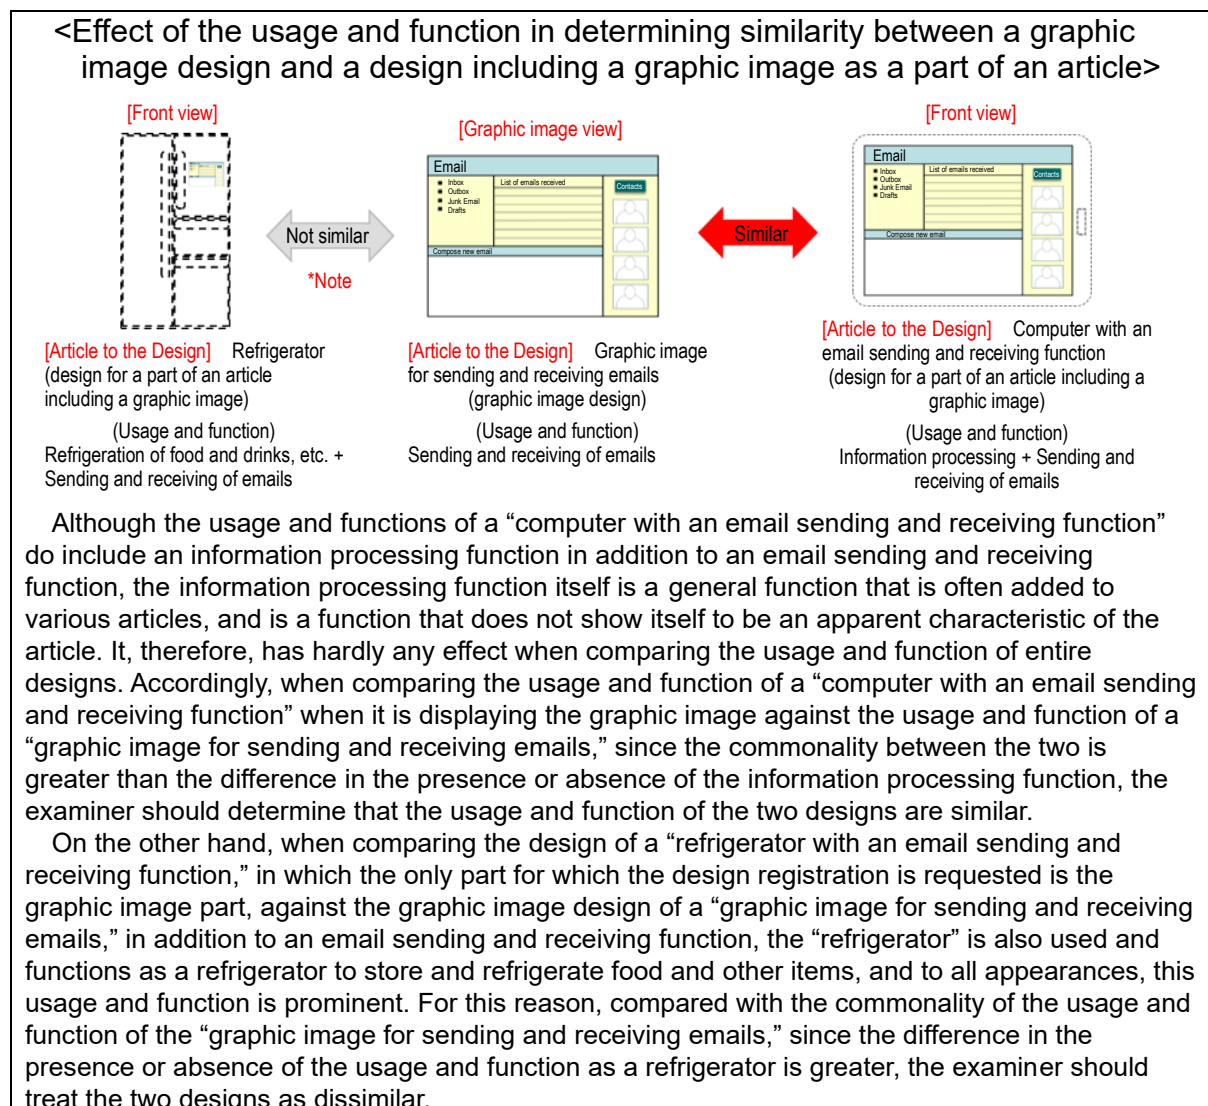 <Effect of the usage and function in determining similarity between a graphic
image design and a design including a graphic image as a part of an article>
[Front view]
Not similar
*Note
[Article to the Design] Refrigerator
(design for a part of an article
including a graphic image)
(Usage and function)
Refrigeration of food and drinks, etc. +
Sending and receiving of emails
[Graphic image view]
Email
Inbox
Outbox
Junk Email
Drafts
List of emails received
Contacts
Compose new email
[Article to the Design] Graphic image
for sending and receiving emails
(graphic image design)
(Usage and function)
Sending and receiving of emails
Similar
[Front view]
Email
Inbox
Outbox
Junk Email
Drafts
List of emails received
Contacts
Compose new email
[Article to the Design] Computer with an
email sending and receiving function
(design for a part of an article including a
graphic image)
(Usage and function)
Information processing + Sending and
receiving of emails
Although the usage and functions of a “computer with an email sending and receiving function”
do include an information processing function in addition to an email sending and receiving
function, the information processing function itself is a general function that is often added to
various articles, and is a function that does not show itself to be an apparent characteristic of the
article. It, therefore, has hardly any effect when comparing the usage and function of entire
designs. Accordingly, when comparing the usage and function of a “computer with an email sending
and receiving function” when it is displaying the graphic image against the usage and function of a
“graphic image for sending and receiving emails,” since the commonality between the two is
greater than the difference in the presence or absence of the information processing function, the
examiner should determine that the usage and function of the two designs are similar.
On the other hand, when comparing the design of a “refrigerator with an email sending and
receiving function,” in which the only part for which the design registration is requested is the
graphic image part, against the graphic image design of a “graphic image for sending and receiving
emails,” in addition to an email sending and receiving function, the “refrigerator” is also used and
functions as a refrigerator to store and refrigerate food and other items, and to all appearances, this
usage and function is prominent. For this reason, compared with the commonality of the usage and
function of the “graphic image for sending and receiving emails,” since the difference in the
presence or absence of the usage and function as a refrigerator is greater, the examiner should
treat the two designs as dissimilar.